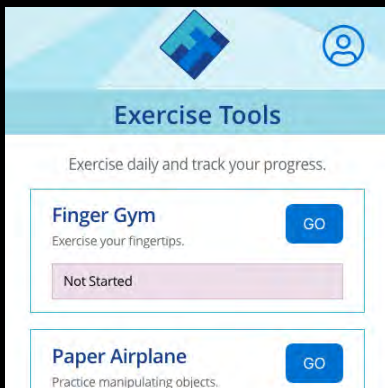 Exercise Tools
Exercise daily and track your progress.
Finger Gym
GO
Exercise your fingertips.
Not Started
Paper Airplane
GO
Practice manipulating objects.